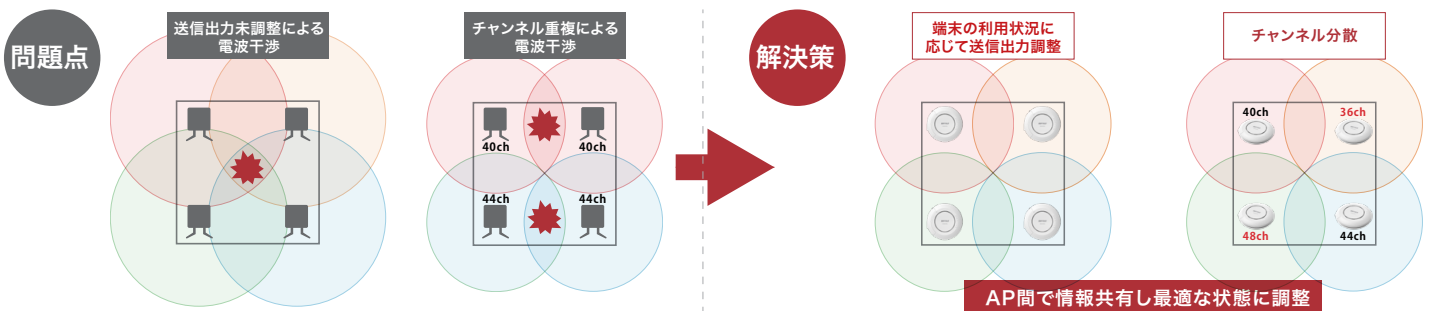 問題点
送信出力未調整による
電波干渉
チャンネル重複による
電波干渉
40ch
40ch
44ch
44ch
解決策
端末の利用状況に
応じて送信出力調整
チャンネル分散
40ch
36ch
48ch
44ch
AP間で情報共有し最適な状態に調整